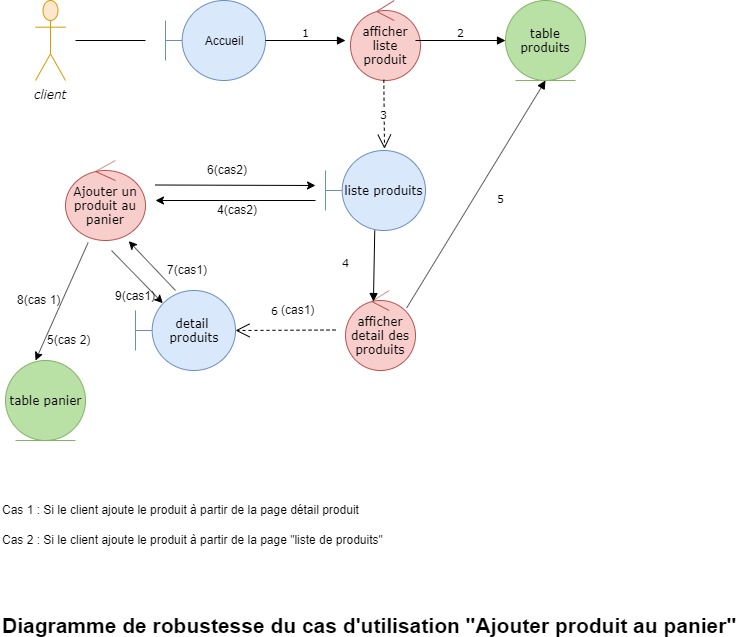 client
Accueil
1
afficher
liste
produit
2
table
produits
3
Ajouter un
produit au
panier
6(cas2)
4(cas2)
liste produits
5
4
7(cas1)
9(cas1)
8(cas 1)
5(cas 2)
detail
produits
6 (cas1)
afficher
detail des
produits
table panier
Cas 1 : Si le client ajoute le produit à partir de la page détail produit
Cas 2 : Si le client ajoute le produit à partir de la page "liste de produits"
Diagramme de robustesse du cas d'utilisation "Ajouter produit au panier"